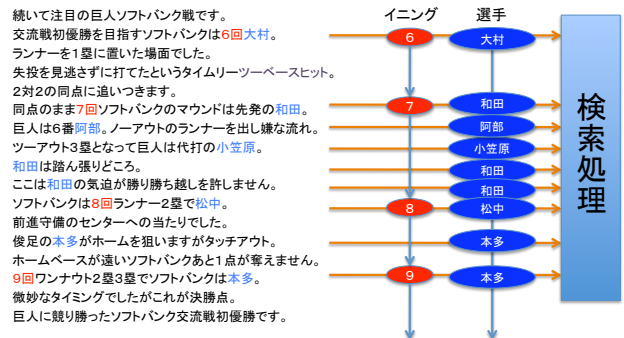 続いて注目の巨人ソフトバンク戦です。
交流戦初優勝を目指すソフトバンクは6回大村。
ランナーを1塁に置いた場面でした。
失投を見逃さずに打てたというタイムリーツーベースヒット。
2対2の同点に追いつきます。
同点のまま7回ソフトバンクのマウンドは先発の和田。
巨人は6番阿部。ノーアウトのランナーを出し嫌な流れ。
ツーアウト3塁となって巨人は代打の小笠原。
和田は踏ん張りどころ。
ここは和田の気迫が勝り勝ち越しを許しません。
ソフトバンクは8回ランナー2塁で松中。
前進守備のセンターへの当たりでした。
俊足の本多がホームを狙いますがタッチアウト。
ホームベースが遠いソフトバンクあと1点が奪えません。
9回ワンナウト2塁3塁でソフトバンクは本多。
微妙なタイミングでしたがこれが決勝点。
巨人に競り勝ったソフトバンク交流戦初優勝です。
イニング 選手
6 大村
7 和田
阿部
小笠原
和田
和田
8 松中
本多
9 本多
検索処理